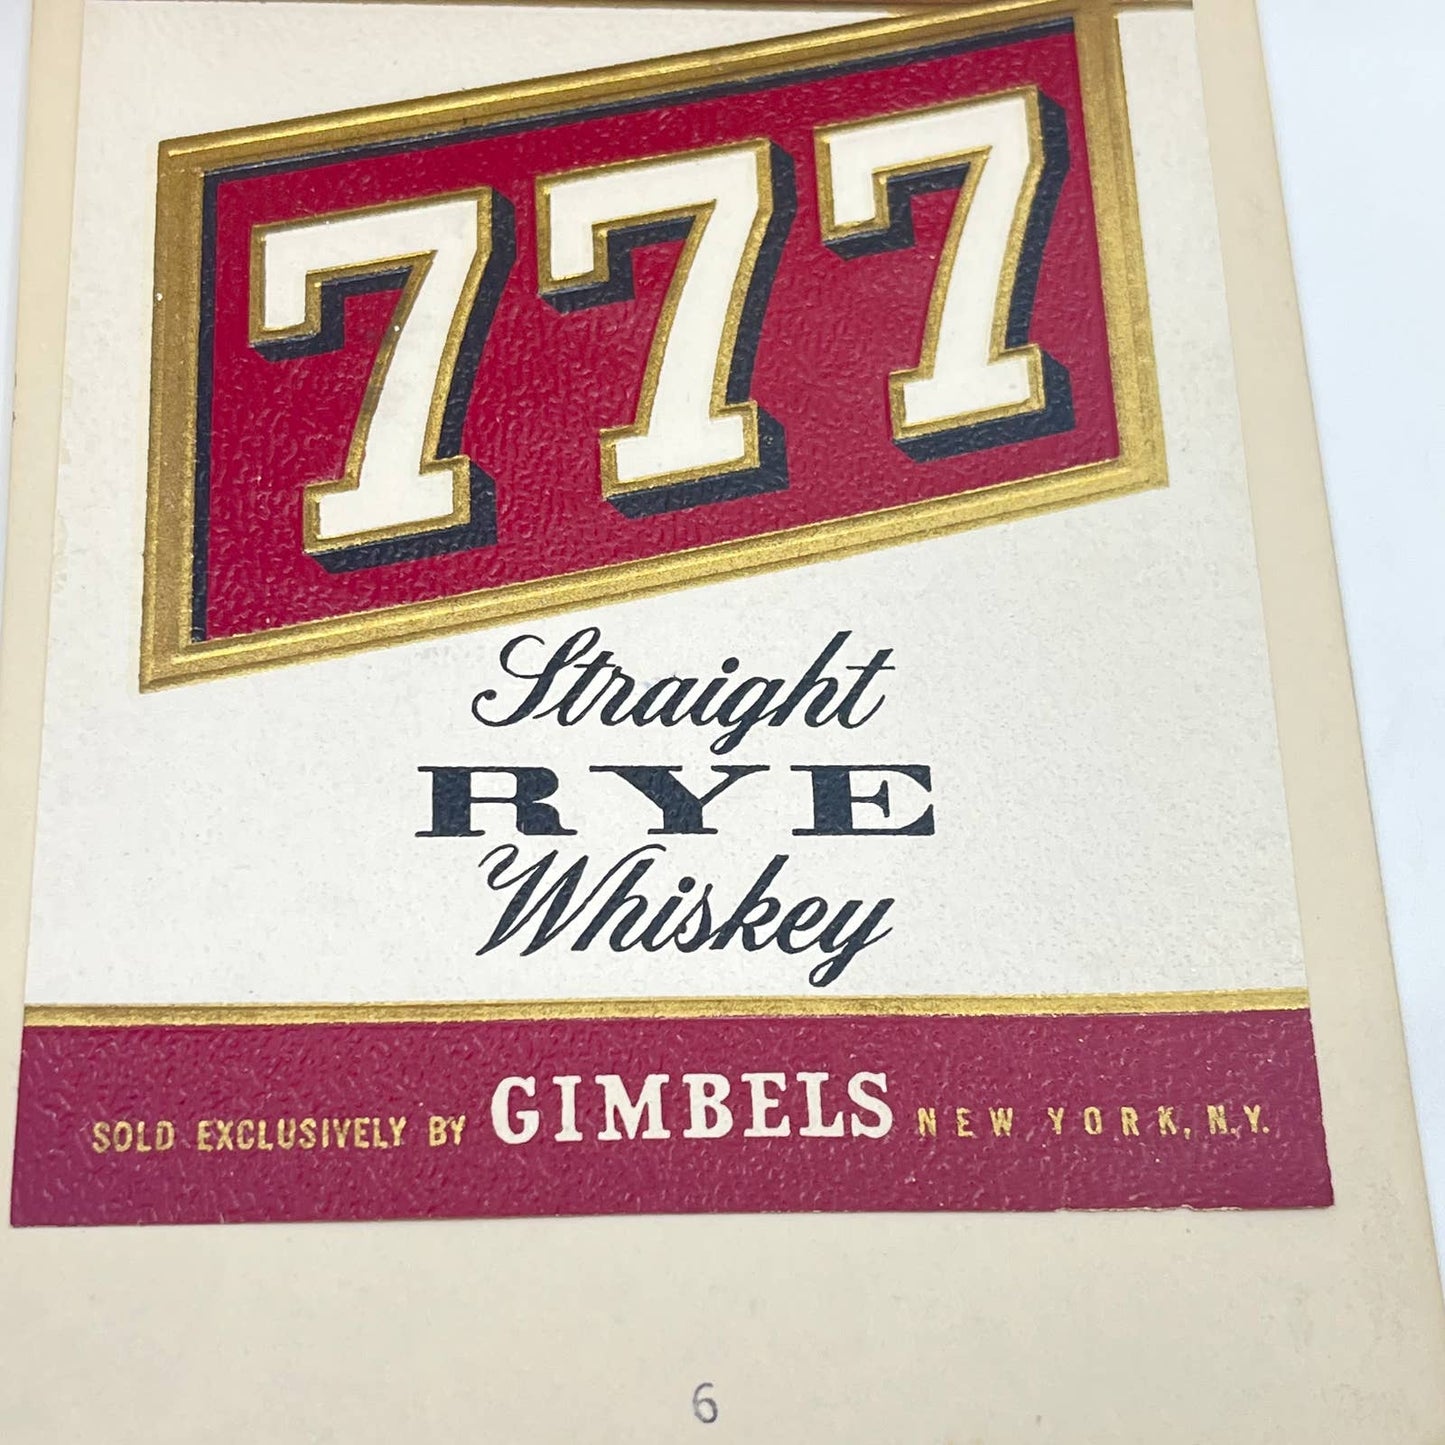 777
Straight
RYE
Whiskey
SOLD EXCLUSIVELY BY GIMBELS NEW YORK, N.Y.
6